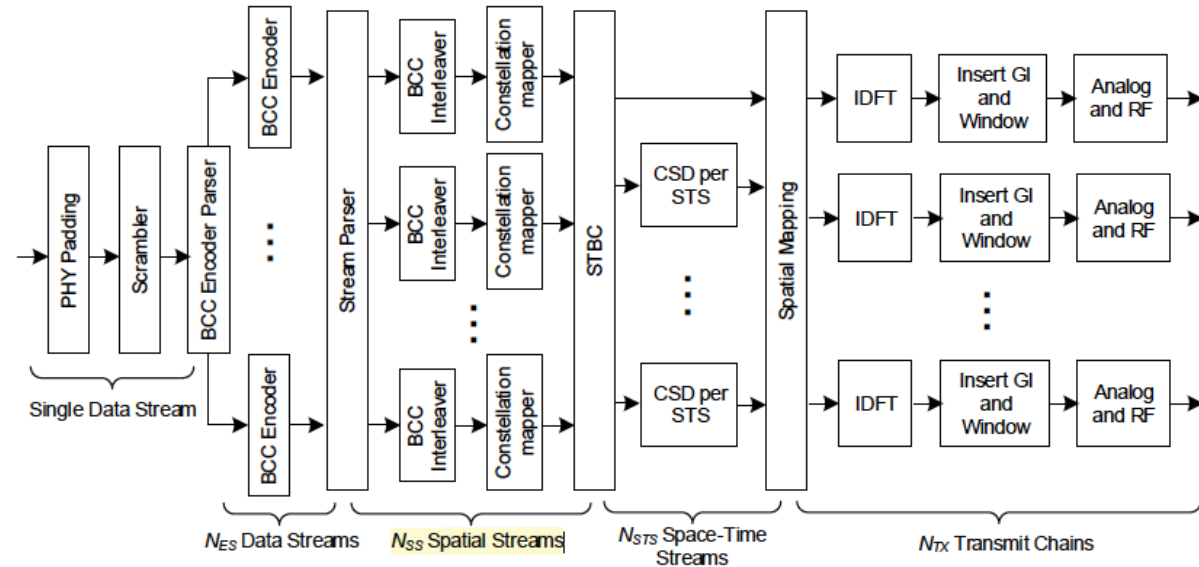 PHY Padding
Scrambler
BCC Encoder Parser
BCC Encoder
BCC Encoder
Stream Parser
BCC
Interleaver
Constellation
mapper
BCC
Interleaver
Constellation
mapper
BCC
Interleaver
Constellation
mapper
STBC
CSD per
STS
CSD per
STS
Spatial Mapping
IDFT
Insert GI
and
Window
Analog
and RF
IDFT
Insert GI
and
Window
Analog
and RF
IDFT
Insert GI
and
Window
Analog
and RF
Single Data Stream
NES Data Streams
NSS Spatial Streams
NSTS Space-Time
Streams
NTX Transmit Chains